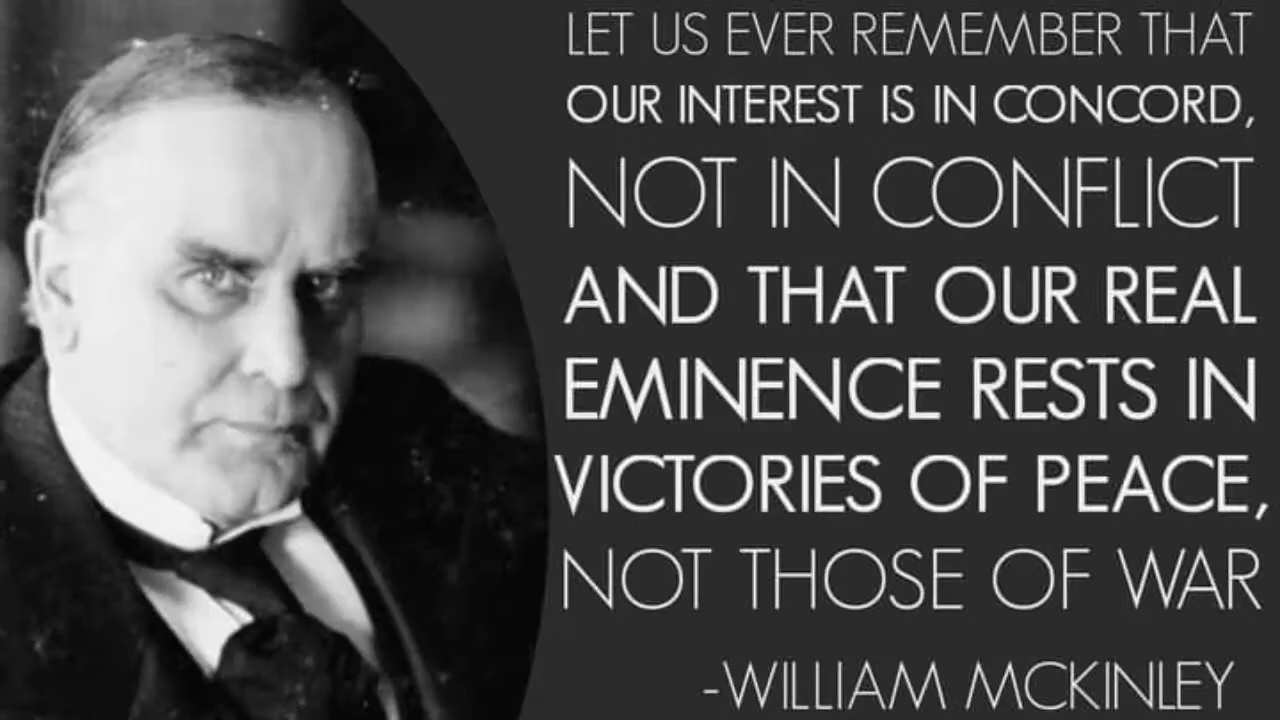 LET US EVER REMEMBER THAT
OUR INTEREST IS IN CONCORD,
NOT IN CONFLICT
AND THAT OUR REAL
EMINENCE RESTS IN
VICTORIES OF PEACE,
NOT THOSE OF WAR
-WILLIAM MCKINLEY